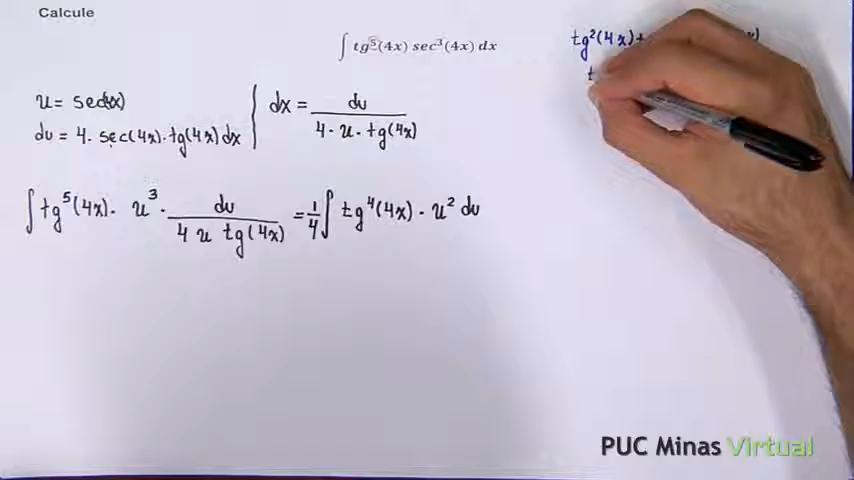 Calcule
∫ tg⁵(4x) sec³(4x) dx
tg²(4x)+
t
u = sec(4x)
du = 4 · sec(4x) · tg(4x) dx
dx = du / (4 · u · tg(4x))
∫ tg⁵(4x) · u³ · du / (4 u tg(4x)) = 1/4 ∫ tg⁴(4x) · u² du
PUC Minas Virtual